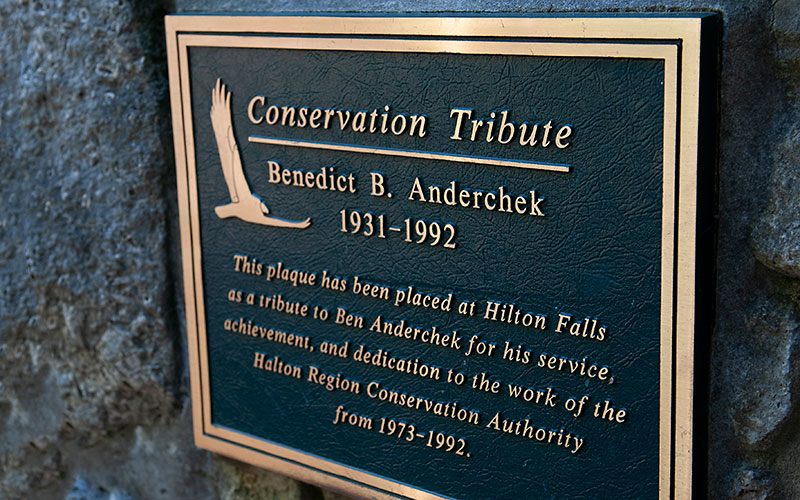 Conservation Tribute
Benedict B. Anderchek
1931-1992
This plaque has been placed at Hilton Falls
as a tribute to Ben Anderchek for his service,
achievement, and dedication to the work of the
Halton Region Conservation Authority
from 1973-1992.